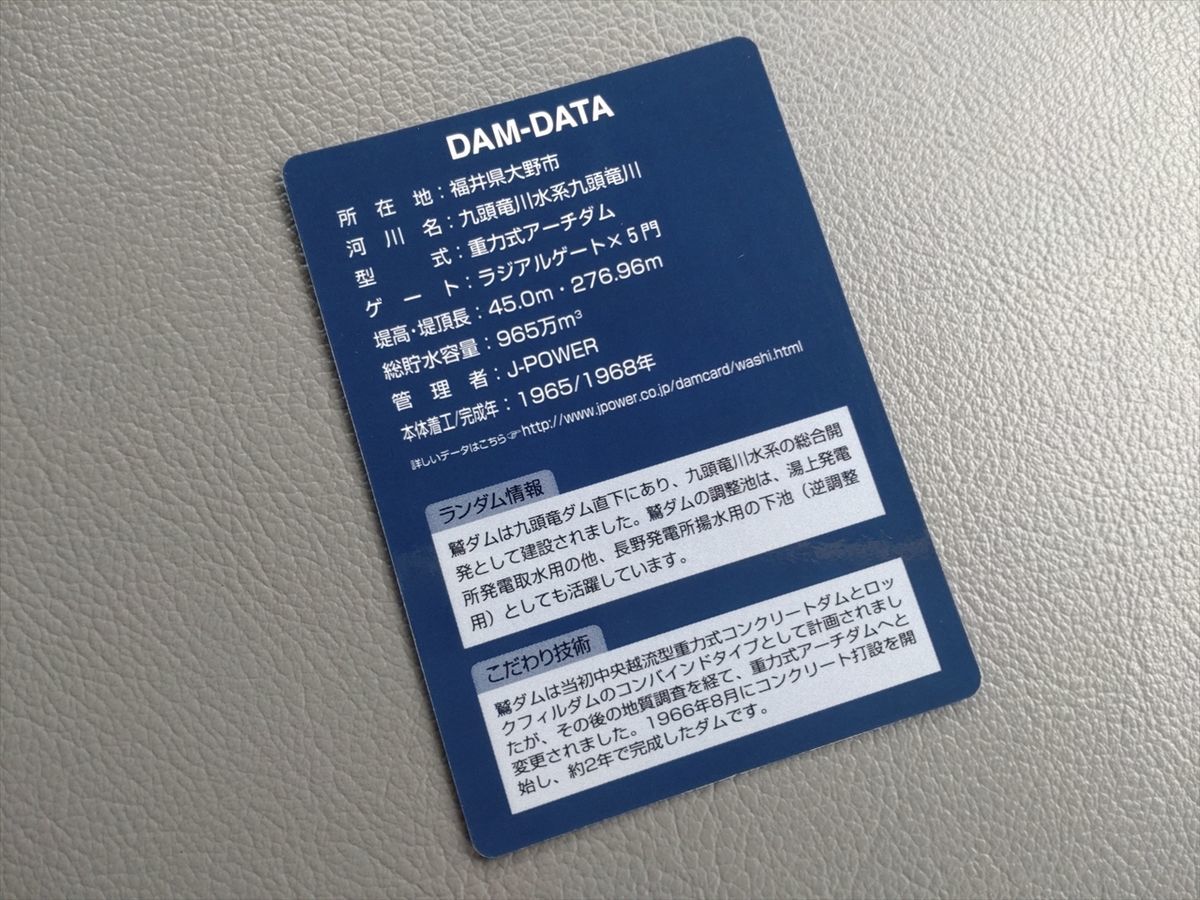 DAM-DATA
所在地：福井県大野市
河川名：九頭竜川水系九頭竜川
型式：重力式アーチダム
ゲート：ラジアルゲート×5門
堤高・堤頂長：45.0m・276.96m
総貯水容量：965万m³
管理者：J-POWER
本体着工/完成年：1965/1968年
詳しいデータはこちら☞http://www.jpower.co.jp/damcard/washi.html
ランダム情報
鷲ダムは九頭竜ダム直下にあり、九頭竜川水系の総合開
発として建設されました。鷲ダムの調整池は、湯上発電
所発電取水用の他、長野発電所揚水用の下池（逆調整
用）としても活躍しています。
こだわり技術
鷲ダムは当初中央越流型重力式コンクリートダムとロッ
クフィルダムのコンバインドタイプとして計画されまし
たが、その後の地質調査を経て、重力式アーチダムへと
変更されました。1966年8月にコンクリート打設を開
始し、約2年で完成したダムです。